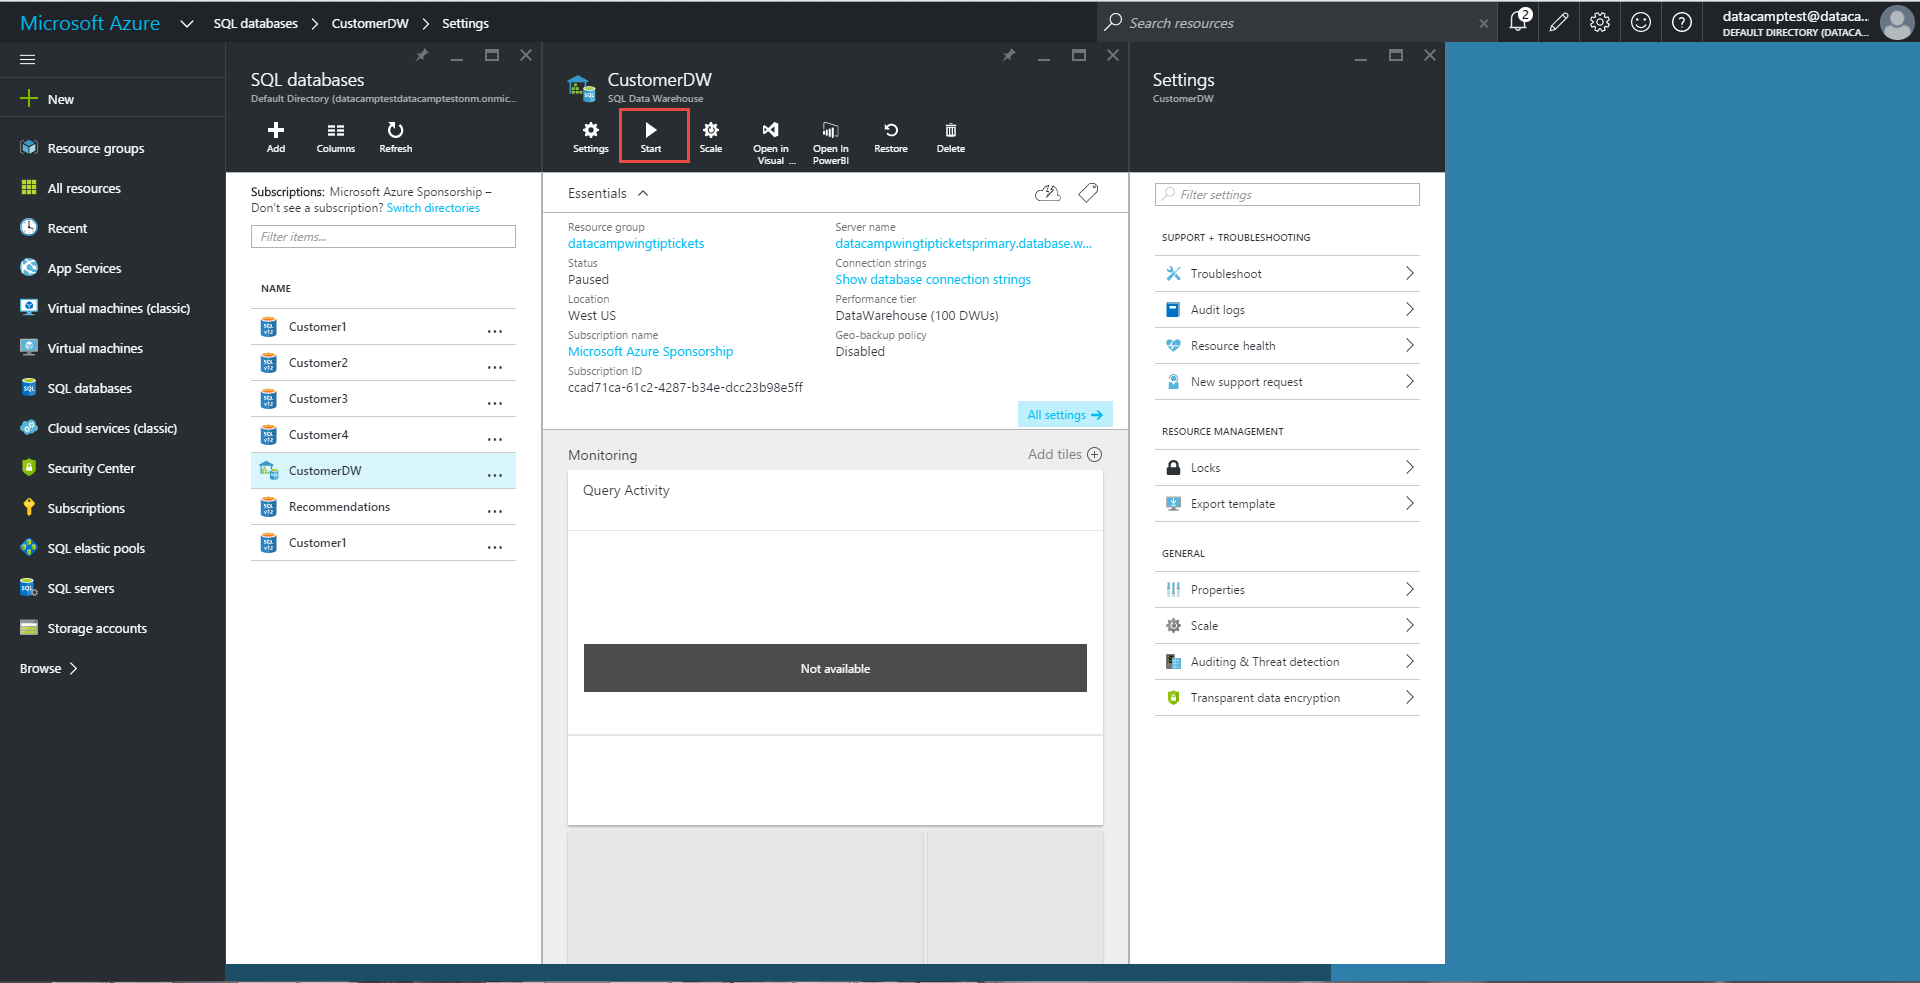 Microsoft Azure
SQL databases
CustomerDW
Settings
Search resources
2
datacamptest@dataca...
DEFAULT DIRECTORY (DATACA...
New
Resource groups
All resources
Recent
App Services
Virtual machines (classic)
Virtual machines
SQL databases
Cloud services (classic)
Security Center
Subscriptions
SQL elastic pools
SQL servers
Storage accounts
Browse
SQL databases
Default Directory (datacamptestdatacamptestonm.onmic...
Add
Columns
Refresh
Subscriptions: Microsoft Azure Sponsorship –
Don't see a subscription? Switch directories
Filter items...
NAME
Customer1
Customer2
Customer3
Customer4
CustomerDW
Recommendations
Customer1
CustomerDW
SQL Data Warehouse
Settings
Start
Scale
Open in
Visual ...
Open In
PowerBI
Restore
Delete
Essentials
Resource group
datacampwingtiptickets
Status
Paused
Location
West US
Subscription name
Microsoft Azure Sponsorship
Subscription ID
ccad71ca-61c2-4287-b34e-dcc23b98e5ff
Server name
datacampwingtipticketsprimary.database.w...
Connection strings
Show database connection strings
Performance tier
DataWarehouse (100 DWUs)
Geo-backup policy
Disabled
All settings
Monitoring
Add tiles
Query Activity
Not available
Settings
CustomerDW
Filter settings
SUPPORT + TROUBLESHOOTING
Troubleshoot
Audit logs
Resource health
New support request
RESOURCE MANAGEMENT
Locks
Export template
GENERAL
Properties
Scale
Auditing & Threat detection
Transparent data encryption